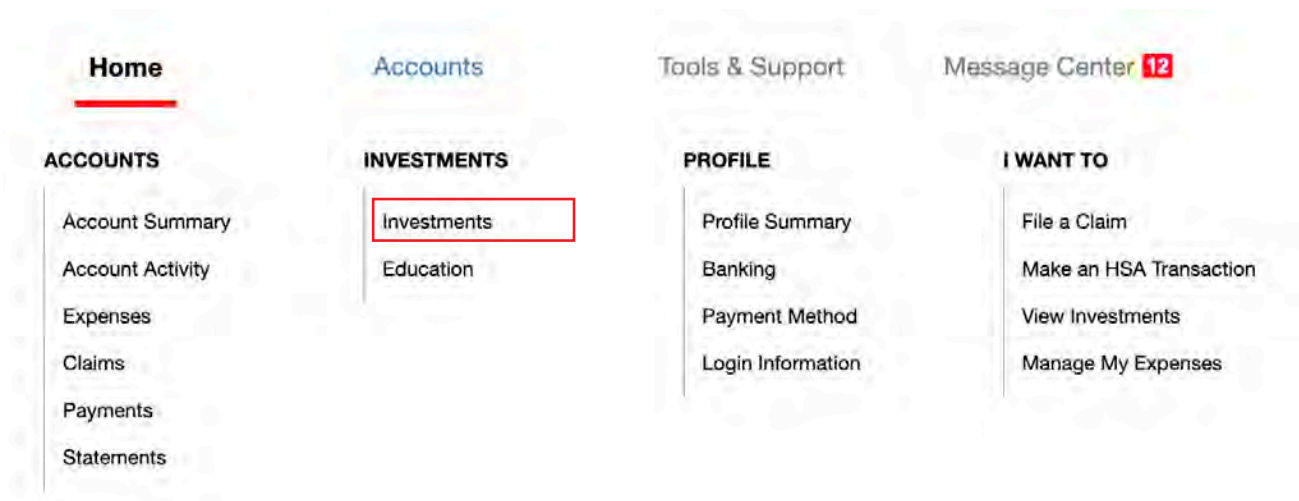 Home
Accounts
Tools & Support
Message Center 12
ACCOUNTS
Account Summary
Account Activity
Expenses
Claims
Payments
Statements
INVESTMENTS
Investments
Education
PROFILE
Profile Summary
Banking
Payment Method
Login Information
I WANT TO
File a Claim
Make an HSA Transaction
View Investments
Manage My Expenses